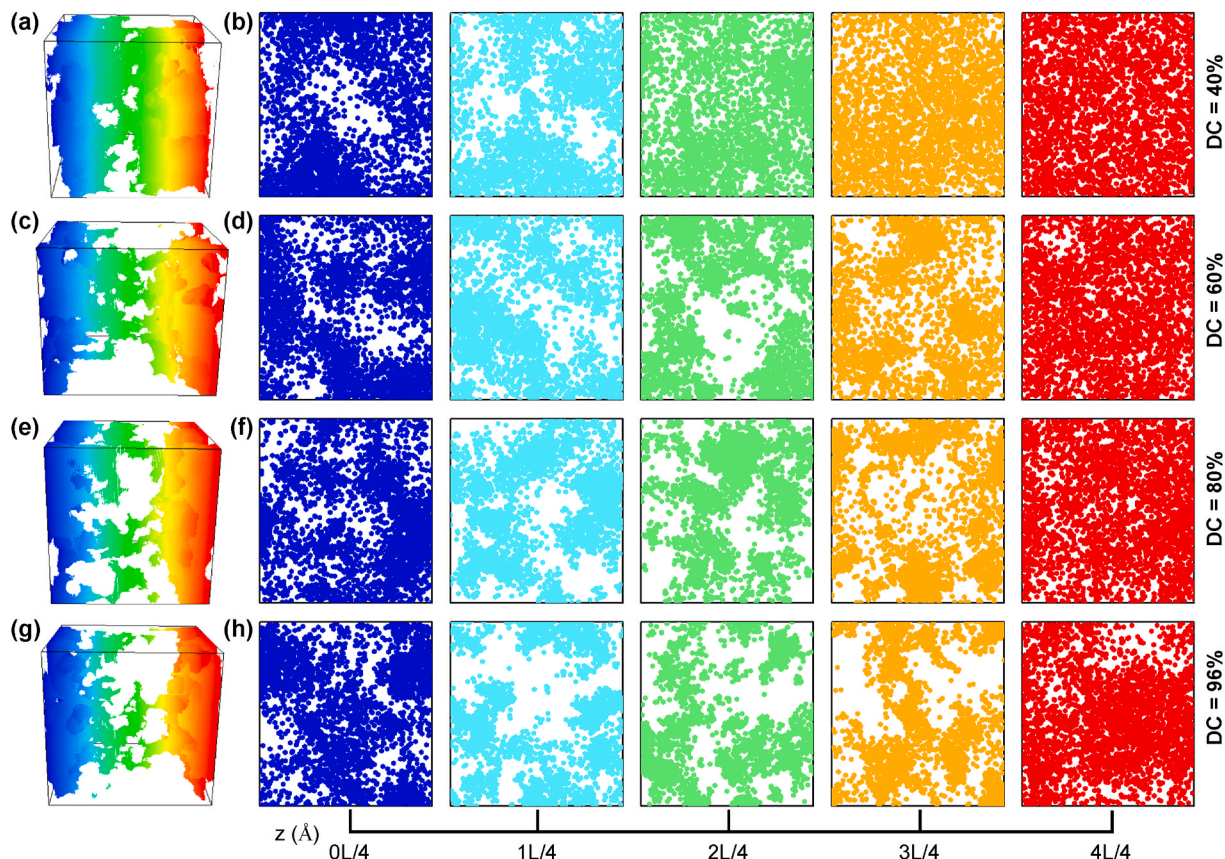 (a)
(b)
DC = 40%
(c)
(d)
DC = 60%
(e)
(f)
DC = 80%
(g)
(h)
DC = 96%
z (Å)
0L/4
1L/4
2L/4
3L/4
4L/4